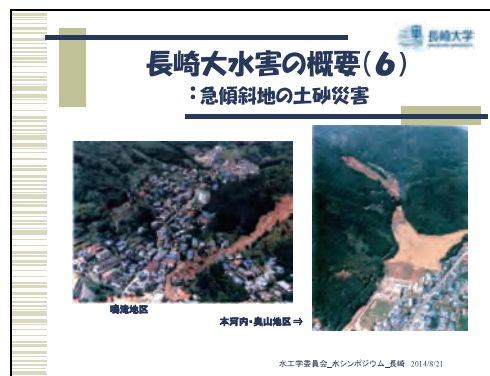 長崎大学
長崎大水害の概要(6)
:急傾斜地の土砂災害
鳴滝地区
本河内・奥山地区⇒
水工学委員会_水シンポジウム_長崎 2014/8/21